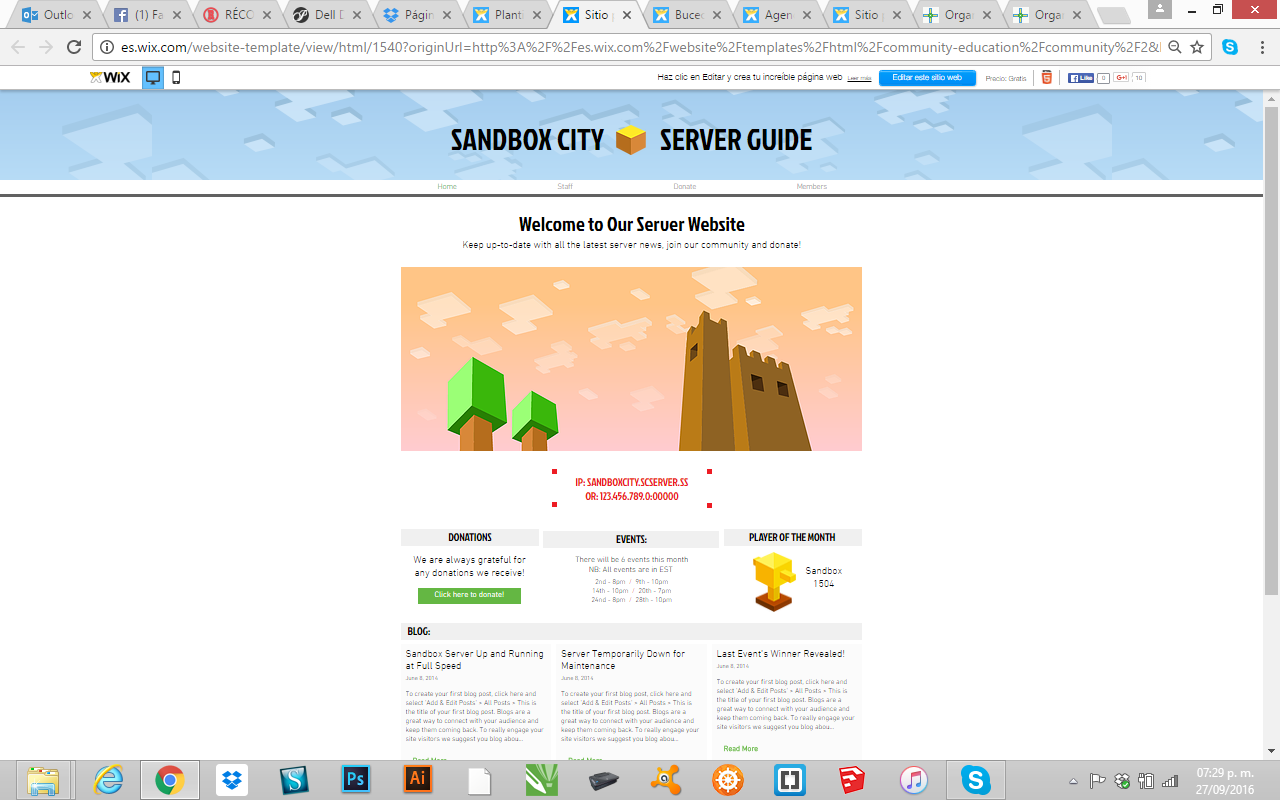 Outlo
(1) Fa
RÉCO
Dell D
Págin
Planti
Sitio p
Buced
Agen
Sitio p
Orga
Orga
es.wix.com/website-template/view/html/1540?originUrl=http%3A%2F%2Fes.wix.com%2Fwebsite%2Ftemplates%2Fhtml%2Fcommunity-education%2Fcommunity%2F2&
WiX
Haz clic en Editar y crea tu increíble página web
Leer más
Editar este sitio web
Precio: Gratis
Like
0
G+1
10
SANDBOX CITY SERVER GUIDE
Home
Staff
Donate
Members
Welcome to Our Server Website
Keep up-to-date with all the latest server news, join our community and donate!
IP: SANDBOXCITY.SCSERVER.SS
OR: 123.456.789.0:00000
DONATIONS
We are always grateful for
any donations we receive!
Click here to donate!
EVENTS:
There will be 6 events this month
NB: All events are in EST
2nd - 8pm / 9th - 10pm
14th - 10pm / 20th - 7pm
24nd - 8pm / 28th - 10pm
PLAYER OF THE MONTH
Sandbox
1504
BLOG:
Sandbox Server Up and Running
at Full Speed
June 8, 2014
To create your first blog post, click here and
select 'Add & Edit Posts' > All Posts > This is
the title of your first blog post. Blogs are a
great way to connect with your audience and
keep them coming back. To really engage your
site visitors we suggest you blog abou...
Server Temporarily Down for
Maintenance
June 8, 2014
To create your first blog post, click here and
select 'Add & Edit Posts' > All Posts > This is
the title of your first blog post. Blogs are a
great way to connect with your audience and
keep them coming back. To really engage your
site visitors we suggest you blog abou...
Last Event's Winner Revealed!
June 8, 2014
To create your first blog post, click here and
select 'Add & Edit Posts' > All Posts > This is
the title of your first blog post. Blogs are a
great way to connect with your audience and
keep them coming back. To really engage your
site visitors we suggest you blog abou...
Read More
Ps
Ai
07:29 p. m.
27/09/2016